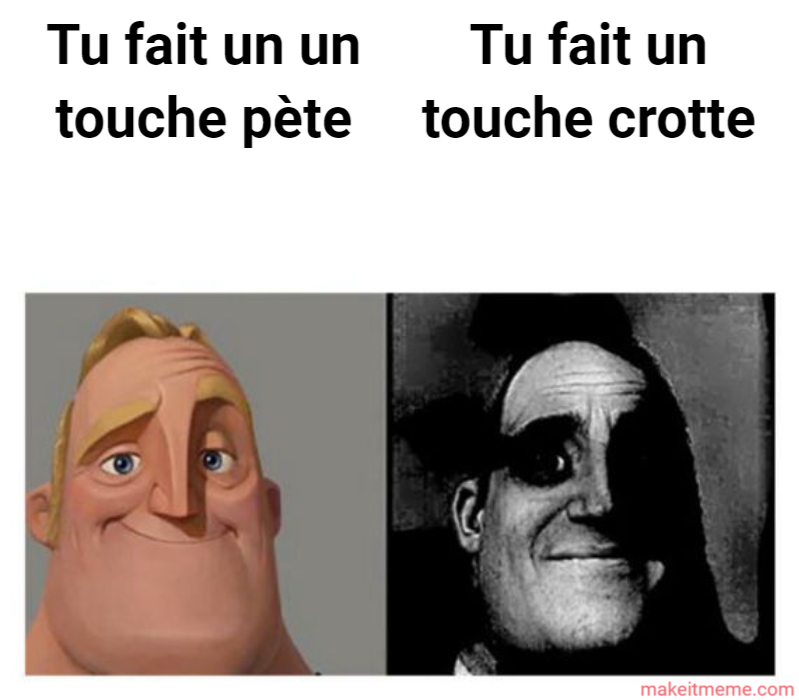 Tu fait un un
touche pète
Tu fait un
touche crotte
makeitmeme.com